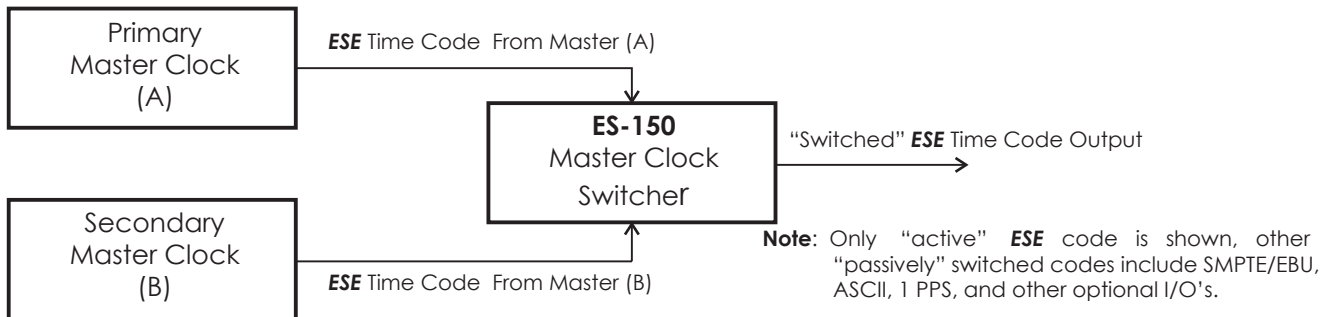 Primary
Master Clock
(A)
ESE Time Code From Master (A)
ES-150
Master Clock
Switcher
“Switched” ESE Time Code Output
Secondary
Master Clock
(B)
ESE Time Code From Master (B)
Note: Only “active” ESE code is shown, other
“passively” switched codes include SMPTE/EBU,
ASCII, 1 PPS, and other optional I/O's.